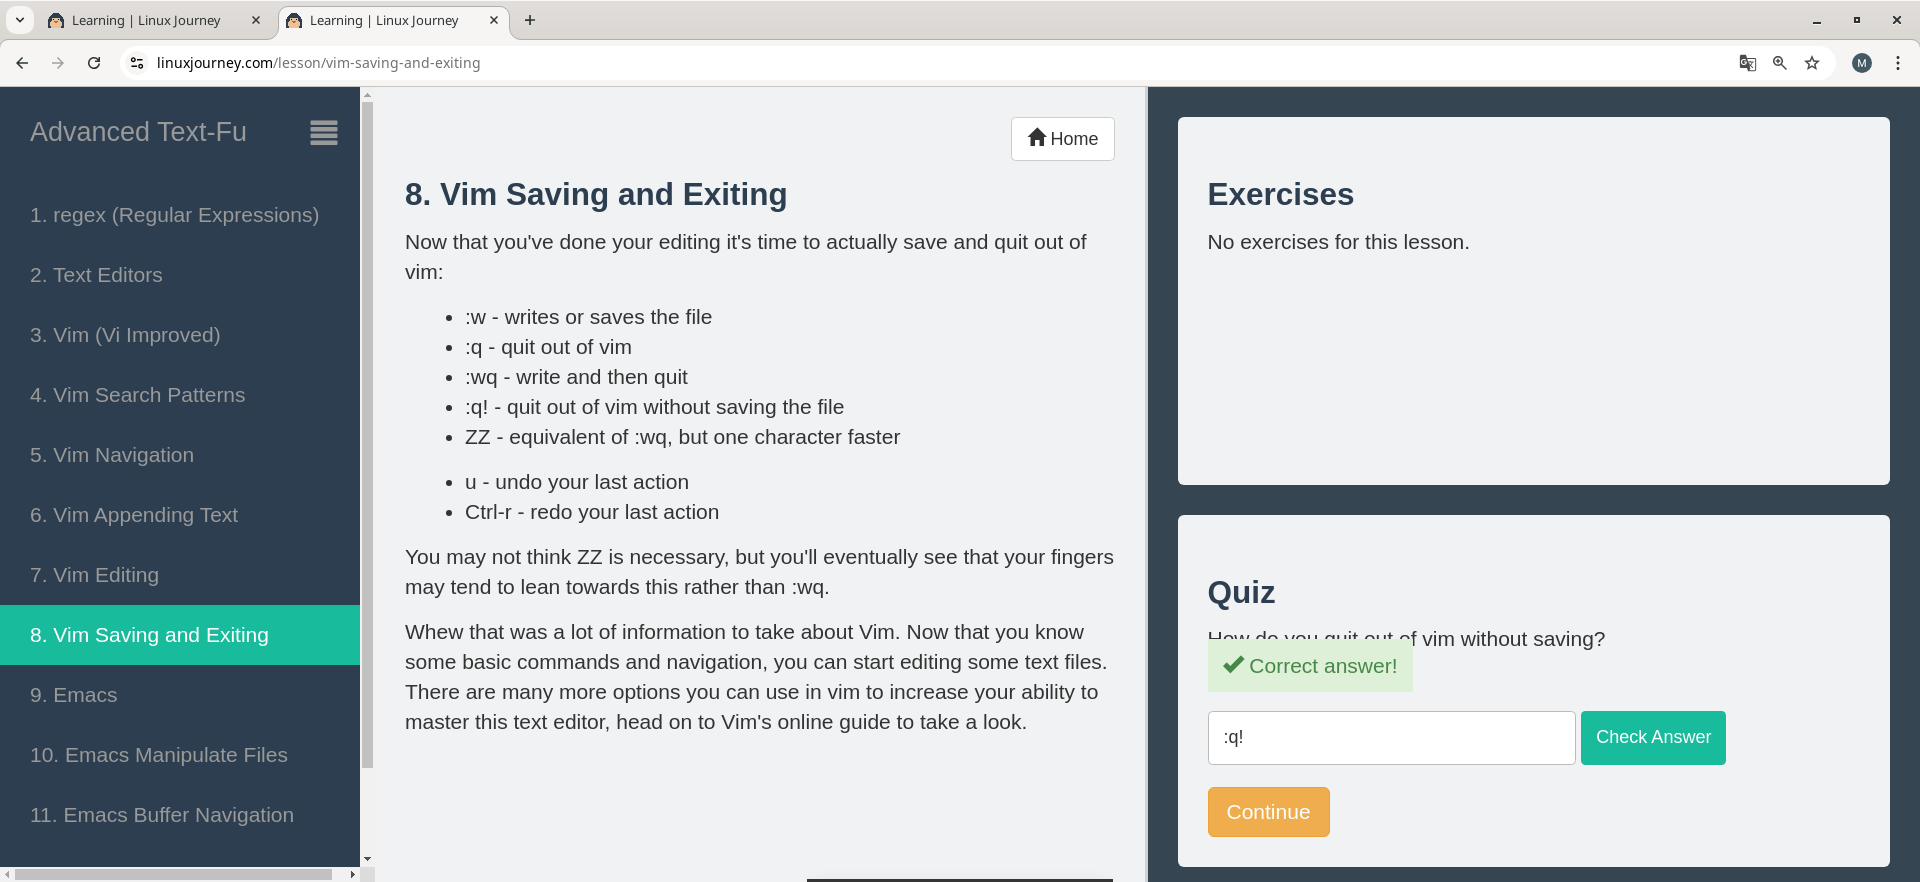 Learning | Linux Journey
Learning | Linux Journey
linuxjourney.com/lesson/vim-saving-and-exiting
M
Advanced Text-Fu
1. regex (Regular Expressions)
2. Text Editors
3. Vim (Vi Improved)
4. Vim Search Patterns
5. Vim Navigation
6. Vim Appending Text
7. Vim Editing
8. Vim Saving and Exiting
9. Emacs
10. Emacs Manipulate Files
11. Emacs Buffer Navigation
Home
8. Vim Saving and Exiting
Now that you've done your editing it's time to actually save and quit out of
vim:
• :w - writes or saves the file
• :q - quit out of vim
• :wq - write and then quit
• :q! - quit out of vim without saving the file
• ZZ - equivalent of :wq, but one character faster
• u - undo your last action
• Ctrl-r - redo your last action
You may not think ZZ is necessary, but you'll eventually see that your fingers
may tend to lean towards this rather than :wq.
Whew that was a lot of information to take about Vim. Now that you know
some basic commands and navigation, you can start editing some text files.
There are many more options you can use in vim to increase your ability to
master this text editor, head on to Vim's online guide to take a look.
Exercises
No exercises for this lesson.
Quiz
How do you quit out of vim without saving?
Correct answer!
:q!
Check Answer
Continue